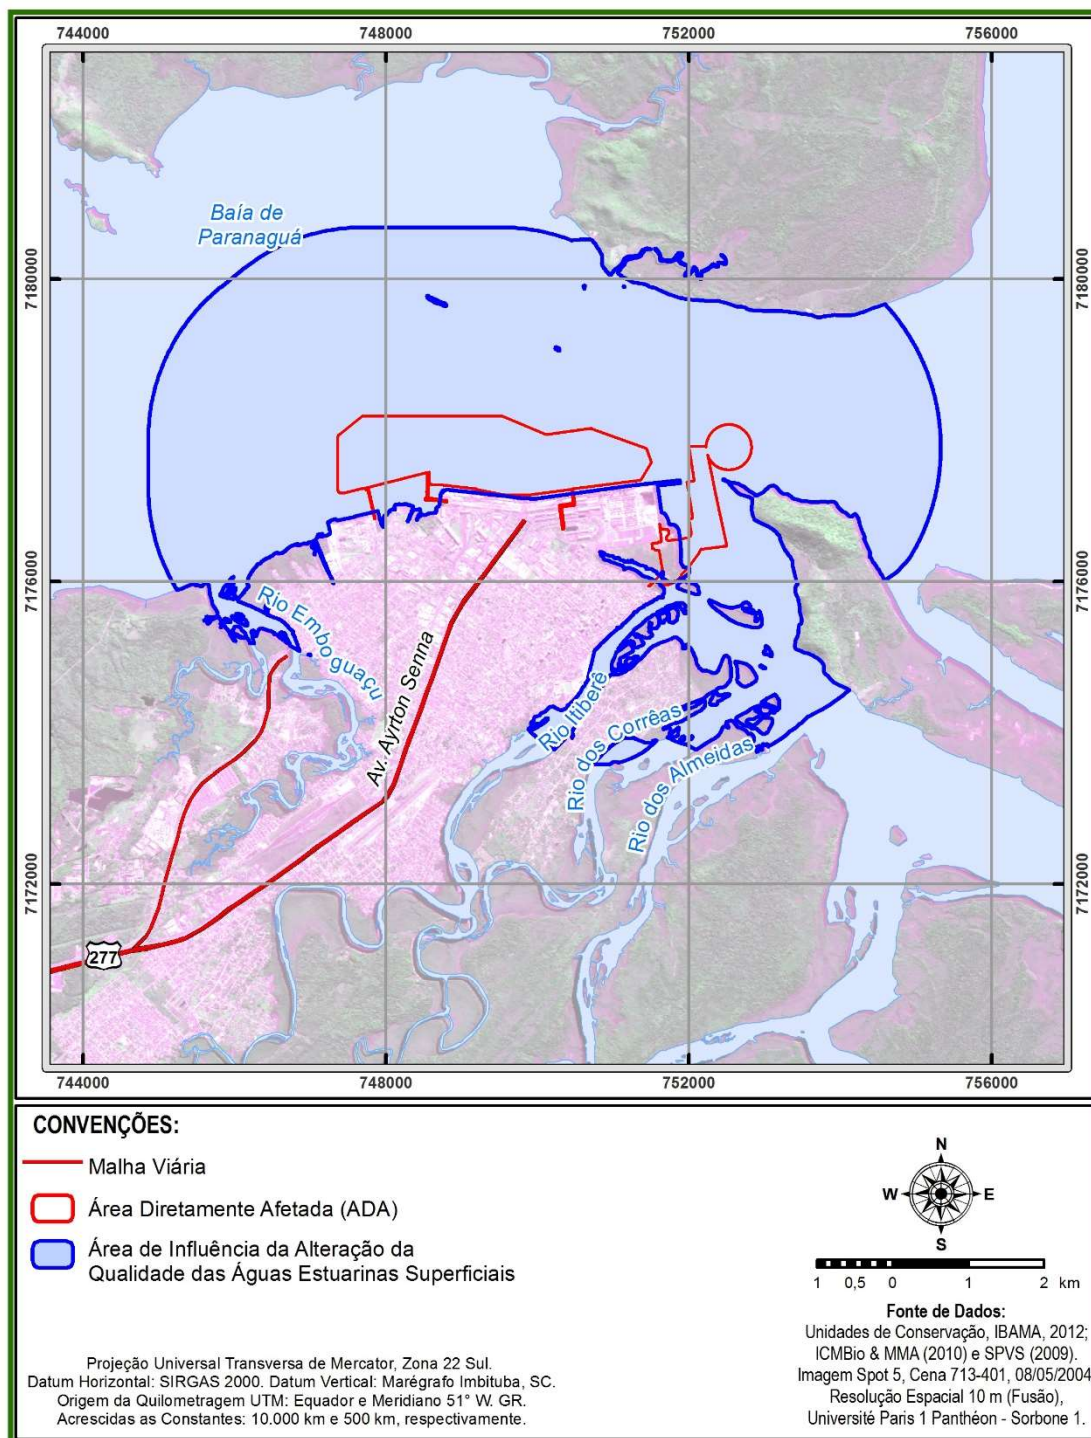 744000 748000 752000 756000
Baía de
Paranaguá
7180000 7180000
7176000 7176000
Rio Emboguaçu
Av. Ayrton Senna
Rio Itiberê
Rio dos Corrêas
Rio dos Almeidas
7172000 7172000
277
744000 748000 752000 756000
CONVENÇÕES:
Malha Viária
Área Diretamente Afetada (ADA)
Área de Influência da Alteração da
Qualidade das Águas Estuarinas Superficiais
N
W E
S
1 0,5 0 1 2 km
Projeção Universal Transversa de Mercator, Zona 22 Sul.
Datum Horizontal: SIRGAS 2000. Datum Vertical: Marégrafo Imbituba, SC.
Origem da Quilometragem UTM: Equador e Meridiano 51° W. GR.
Acrescidas as Constantes: 10.000 km e 500 km, respectivamente.
Fonte de Dados:
Unidades de Conservação, IBAMA, 2012;
ICMBio & MMA (2010) e SPVS (2009).
Imagem Spot 5, Cena 713-401, 08/05/2004
Resolução Espacial 10 m (Fusão),
Université Paris 1 Panthéon - Sorbone 1.